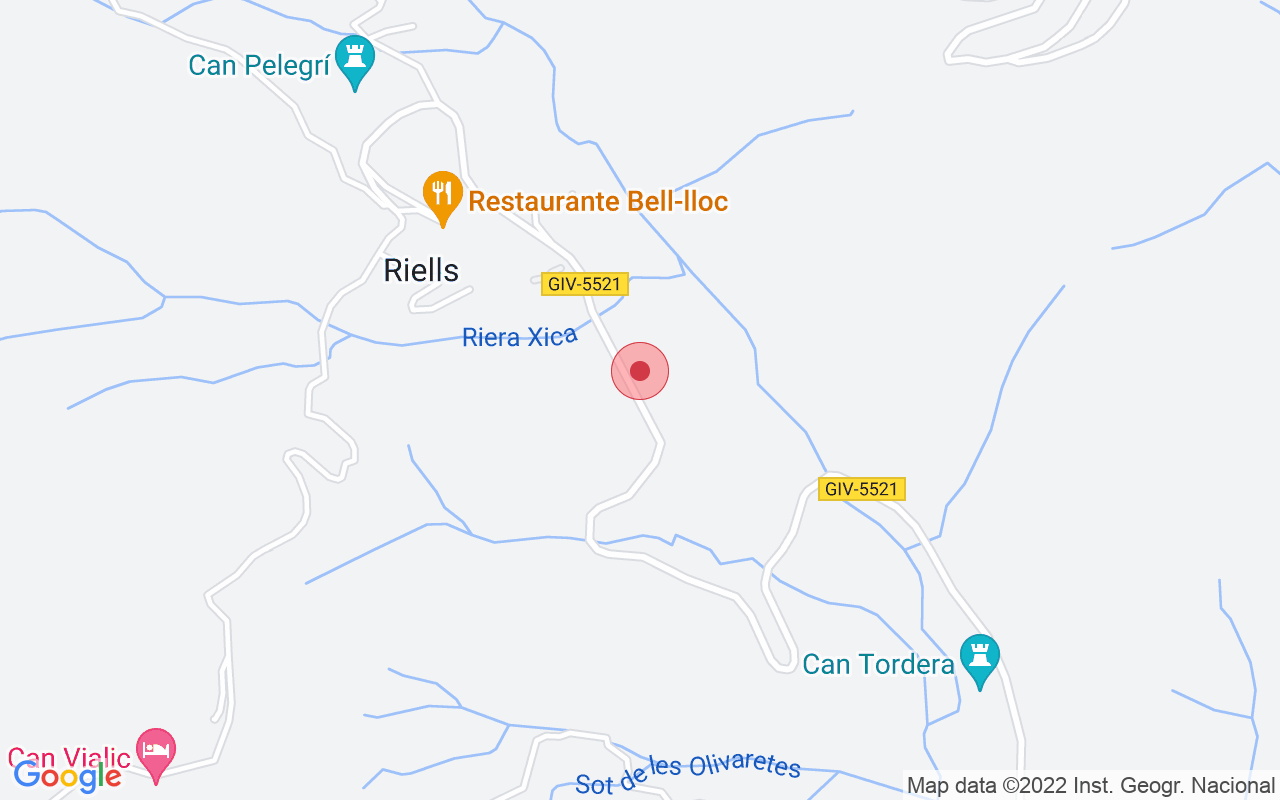 Can Pelegrí
Restaurante Bell-lloc
Riells
GIV-5521
Riera Xica
GIV-5521
Can Tordera
Can Vialic
Google
Sot de les Olivaretes
Map data ©2022 Inst. Geogr. Nacional